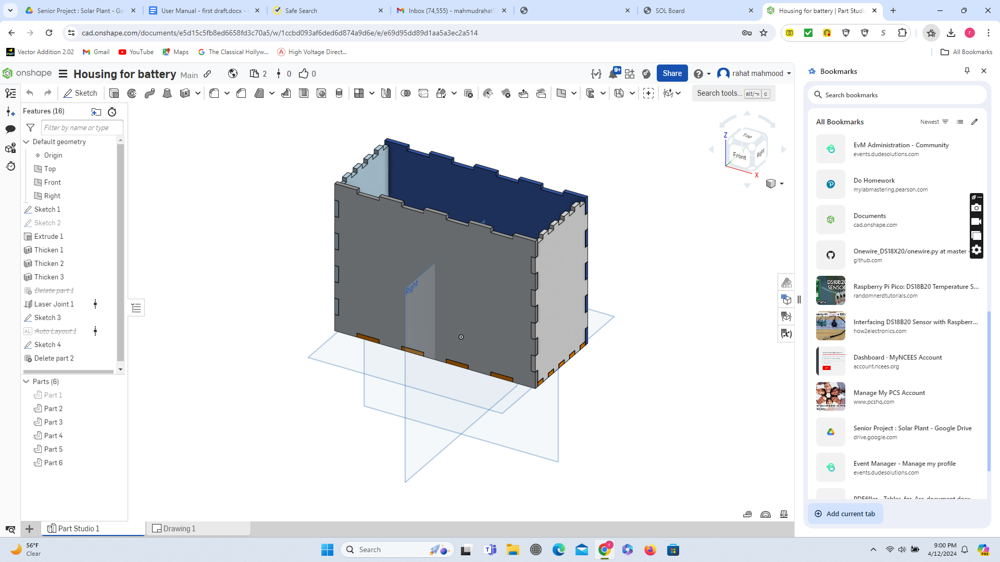 Senior Project : Solar Plant - Go
User Manual - first draft.docx -
Safe Search
Inbox (74,555) - mahmudrahat
SOL Board
Housing for battery | Part Studi
cad.onshape.com/documents/e5d15c5fb8ed6658fd3c70a5/w/1ccbd093af6ded6d874a9d6e/e/e69d95dd89d1aa5a3ec2a514
Vector Addition 2.02
Gmail
YouTube
Maps
The Classical Hollyw...
High Voltage Direct...
All Bookmarks
onshape
Housing for battery Main
2
0
0
9+
Share
rahat mahmood
Sketch
Search tools... alt/⌥ c
Features (16)
Filter by name or type
Default geometry
Origin
Top
Front
Right
Sketch 1
Sketch 2
Extrude 1
Thicken 1
Thicken 2
Thicken 3
Delete part 1
Laser Joint 1
Sketch 3
AL Auto Layout 1
Sketch 4
Delete part 2
Parts (6)
Part 1
Part 2
Part 3
Part 4
Part 5
Part 6
Right
Z
Top
Y
Front
Right
X
Part Studio 1
Drawing 1
Bookmarks
Search bookmarks
All Bookmarks
Newest
EvM Administration - Community
events.dudesolutions.com
Do Homework
mylabmastering.pearson.com
Documents
cad.onshape.com
Onewire_DS18X20/onewire.py at master
github.com
Raspberry Pi Pico: DS18B20 Temperature S...
randomnerdtutorials.com
Interfacing DS18B20 Sensor with Raspberr...
how2electronics.com
Dashboard · MyNCEES Account
account.ncees.org
Manage My PCS Account
www.pcshq.com
Senior Project : Solar Plant - Google Drive
drive.google.com
Event Manager - Manage my profile
events.dudesolutions.com
Add current tab
56°F
Clear
Search
9:00 PM
4/12/2024
PRE